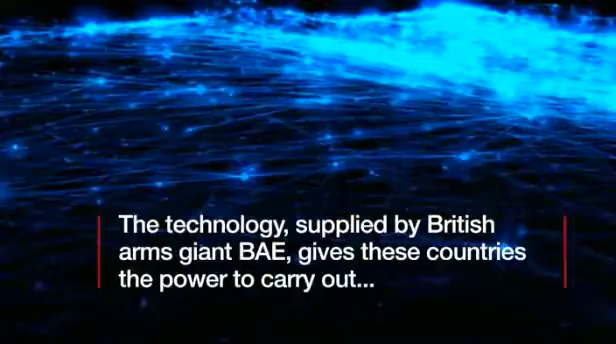 The technology, supplied by British
arms giant BAE, gives these countries
the power to carry out...